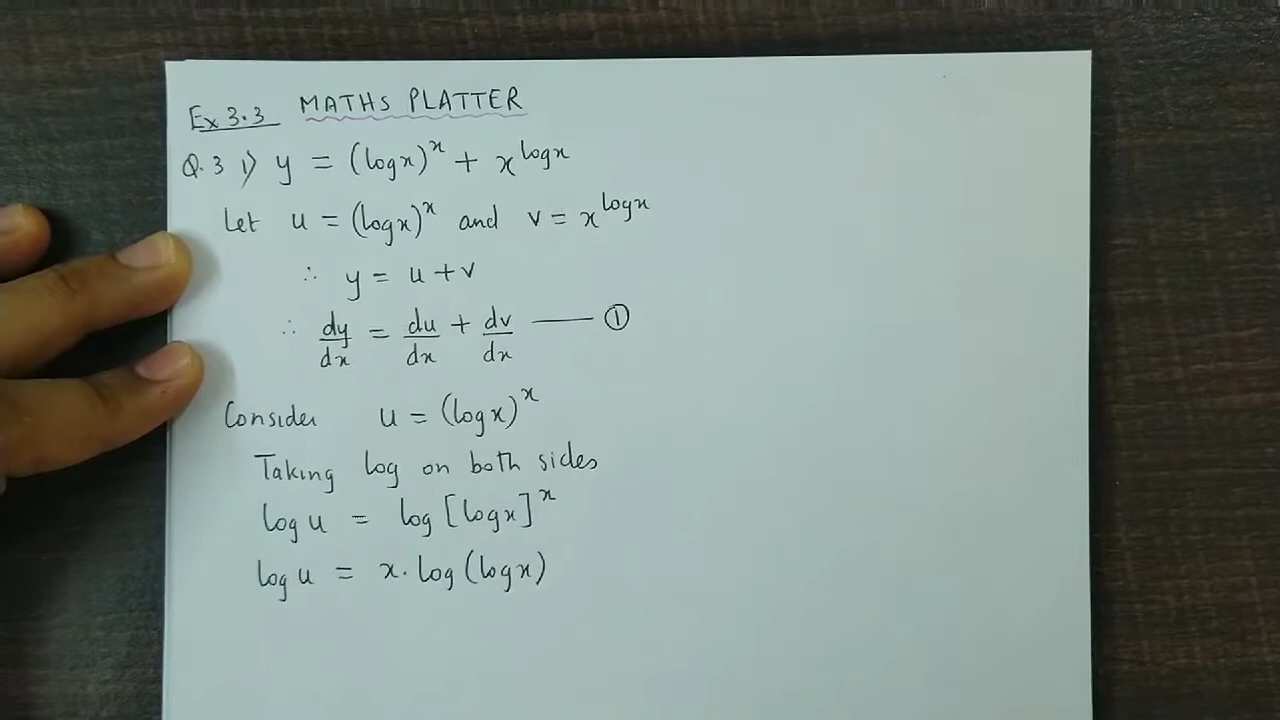 Ex 3.3 MATHS PLATTER
Q.3 1) y = (log x)^x + x^log x
Let u = (log x)^x and v = x^log x
∴ y = u + v
∴ dy/dx = du/dx + dv/dx —— ①
Consider u = (log x)^x
Taking log on both sides
log u = log [log x]^x
log u = x · log (log x)